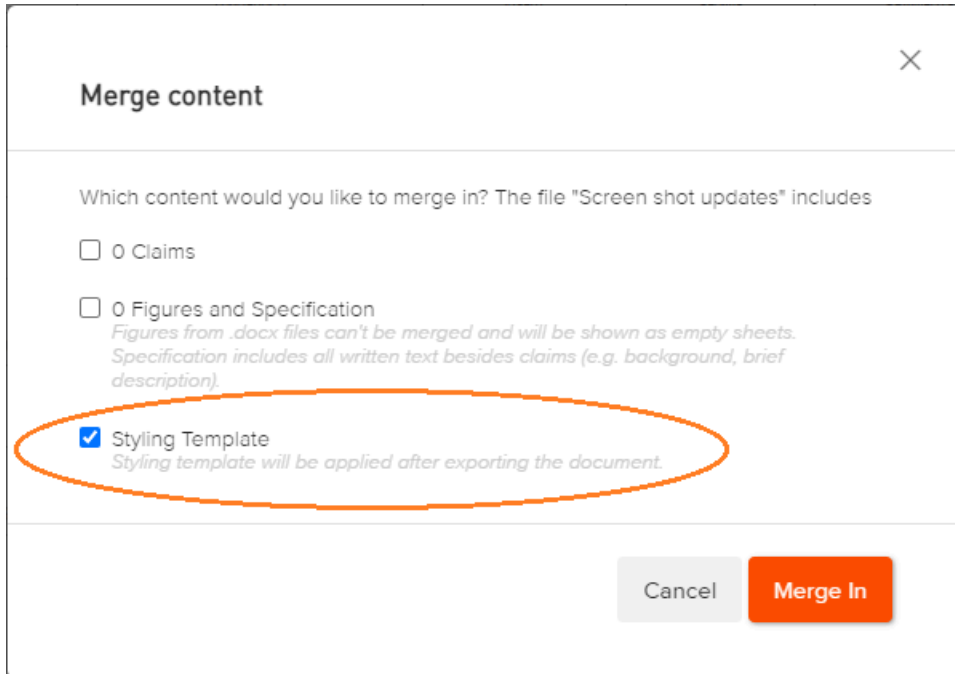 Merge content
Which content would you like to merge in? The file "Screen shot updates" includes
0 Claims
0 Figures and Specification
Figures from .docx files can't be merged and will be shown as empty sheets.
Specification includes all written text besides claims (e.g. background, brief
description).
Styling Template
Styling template will be applied after exporting the document.
Cancel
Merge In